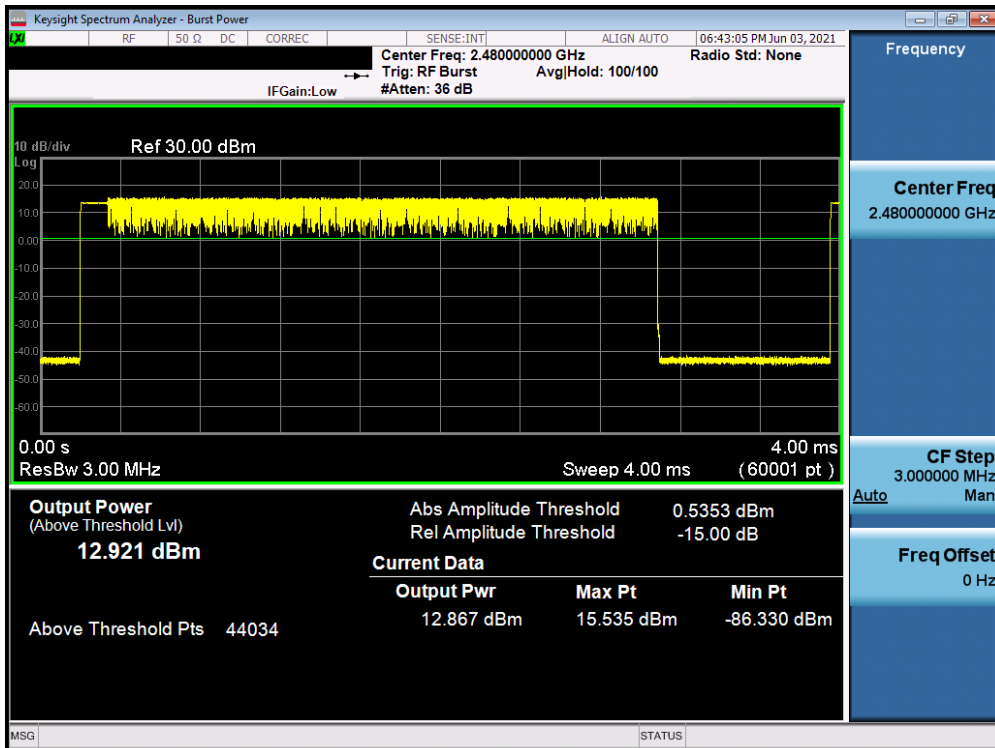 Keysight Spectrum Analyzer - Burst Power
LXI RF 50 Ω DC CORREC SENSE:INT ALIGN AUTO 06:43:05 PM Jun 03, 2021
Center Freq: 2.480000000 GHz Radio Std: None
Trig: RF Burst Avg|Hold: 100/100
IFGain:Low #Atten: 36 dB
Frequency
10 dB/div Ref 30.00 dBm
Log
20.0
10.0
0.00
-10.0
-20.0
-30.0
-40.0
-50.0
-60.0
0.00 s 4.00 ms
ResBw 3.00 MHz Sweep 4.00 ms (60001 pt)
Output Power
(Above Threshold Lvl)
12.921 dBm
Above Threshold Pts 44034
Abs Amplitude Threshold 0.5353 dBm
Rel Amplitude Threshold -15.00 dB
Current Data
Output Pwr Max Pt Min Pt
12.867 dBm 15.535 dBm -86.330 dBm
Center Freq
2.480000000 GHz
CF Step
3.000000 MHz
Auto Man
Freq Offset
0 Hz
MSG STATUS